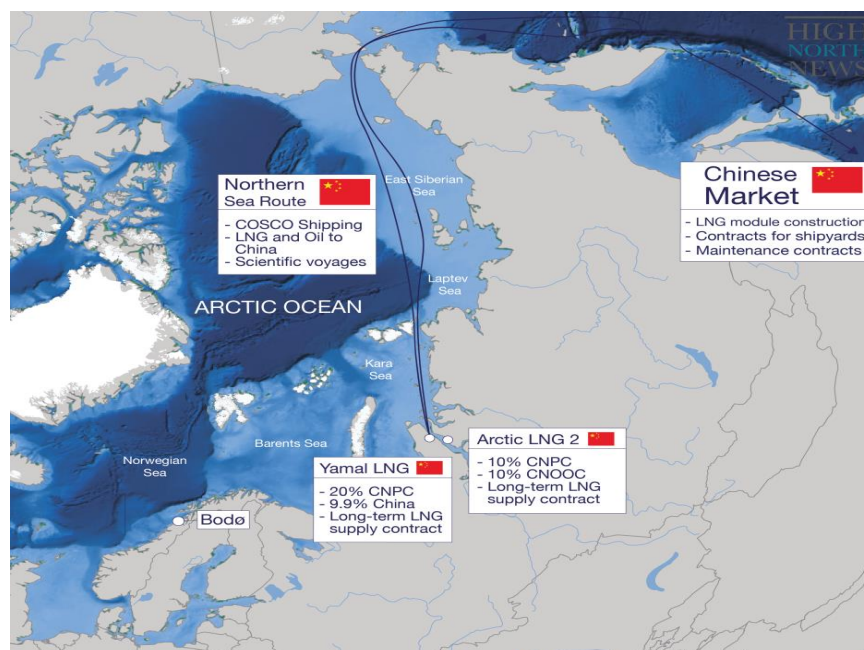 HIGH
NORTH
NEWS
Northern
Sea Route
- COSCO Shipping
- LNG and Oil to
China
- Scientific voyages
East Siberian
Sea
Chinese
Market
- LNG module construction
- Contracts for shipyards
- Maintenance contracts
Laptev
Sea
ARCTIC OCEAN
Kara
Sea
Barents Sea
Norwegian
Sea
Yamal LNG
- 20% CNPC
- 9.9% China
- Long-term LNG
supply contract
Arctic LNG 2
- 10% CNPC
- 10% CNOOC
- Long-term LNG
supply contract
Bodø